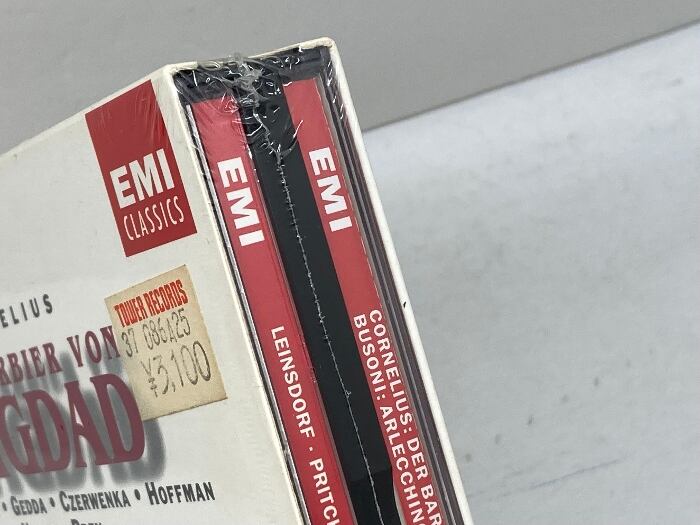 EMI
CLASSICS
ELIUS
RBIER VON
GDAD
• GEDDA • CZERWENKA • HOFFMAN
TOWER RECORDS
37 086A25
¥3,100
EMI
LEINSDORF · PRITCH
EMI
CORNELIUS: DER BAR
BUSONI: ARLECCHIN